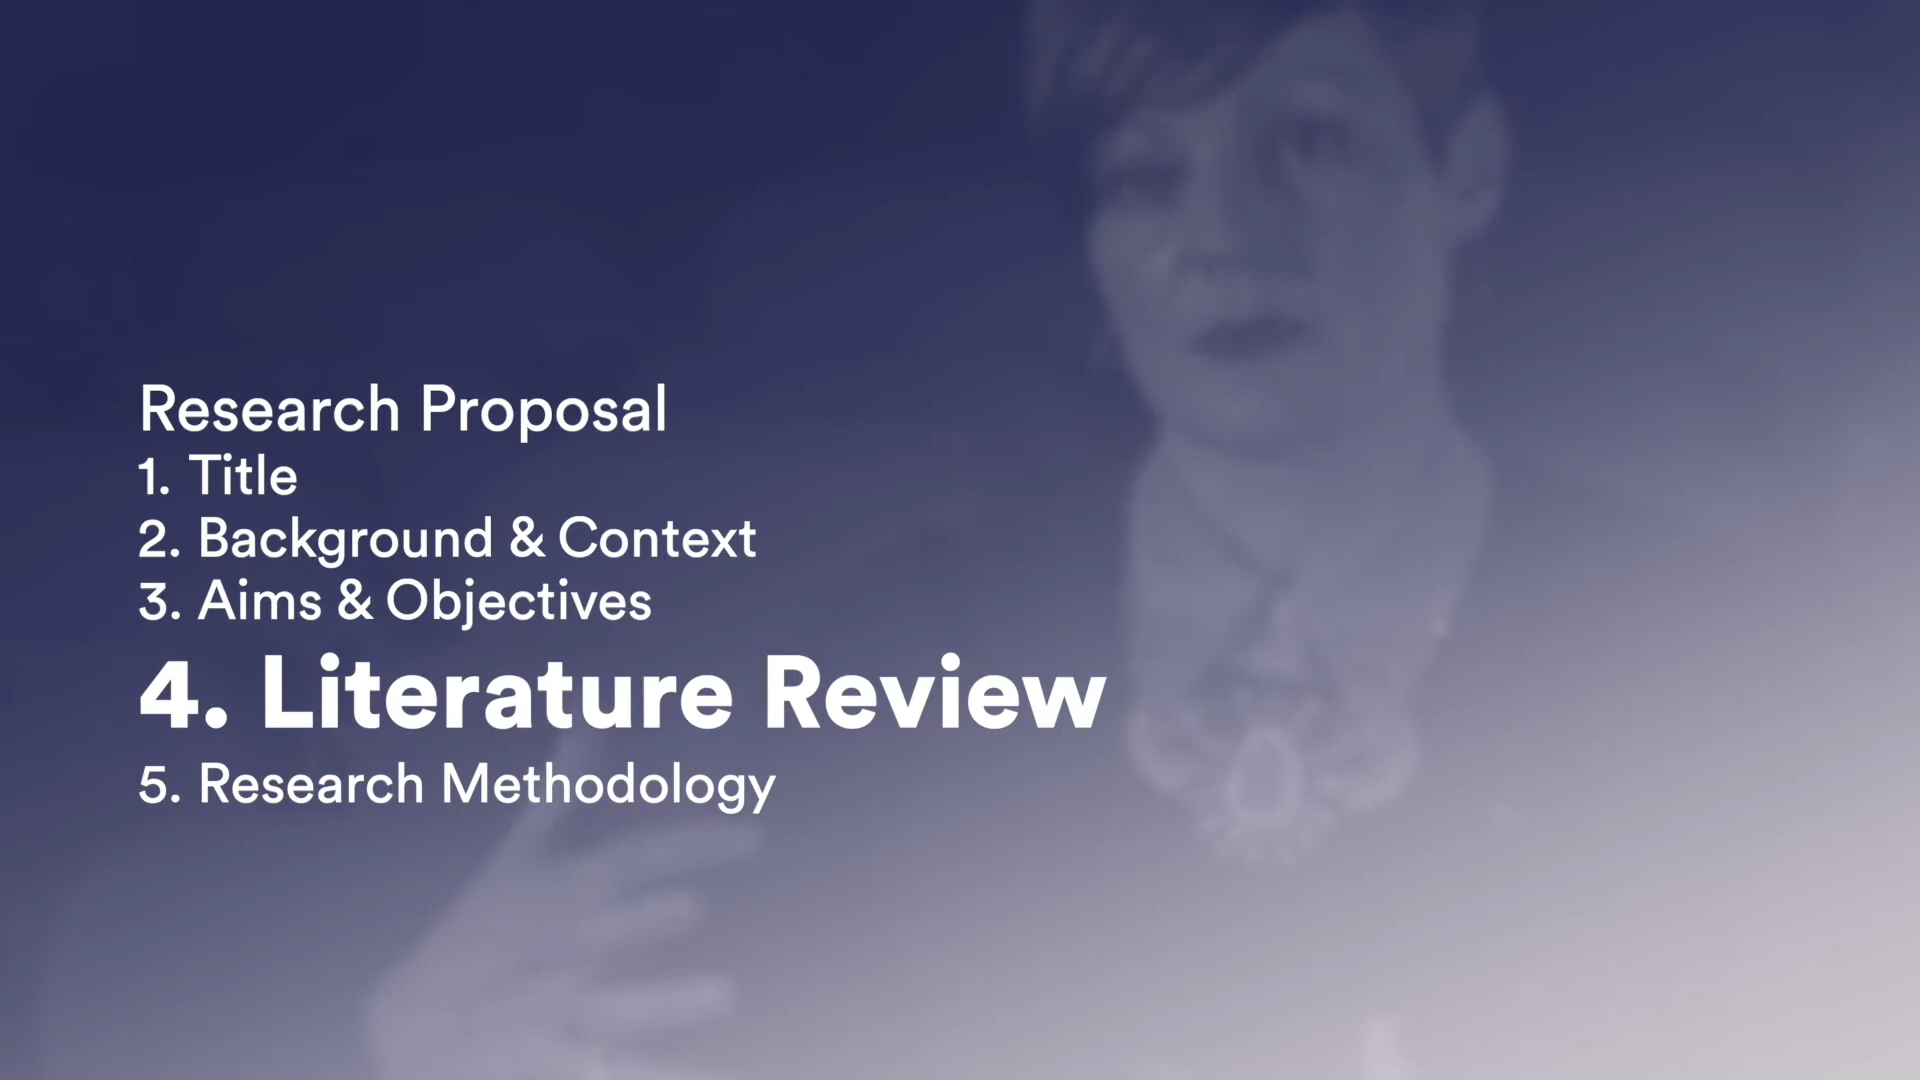 Research Proposal
1. Title
2. Background & Context
3. Aims & Objectives
4. Literature Review
5. Research Methodology